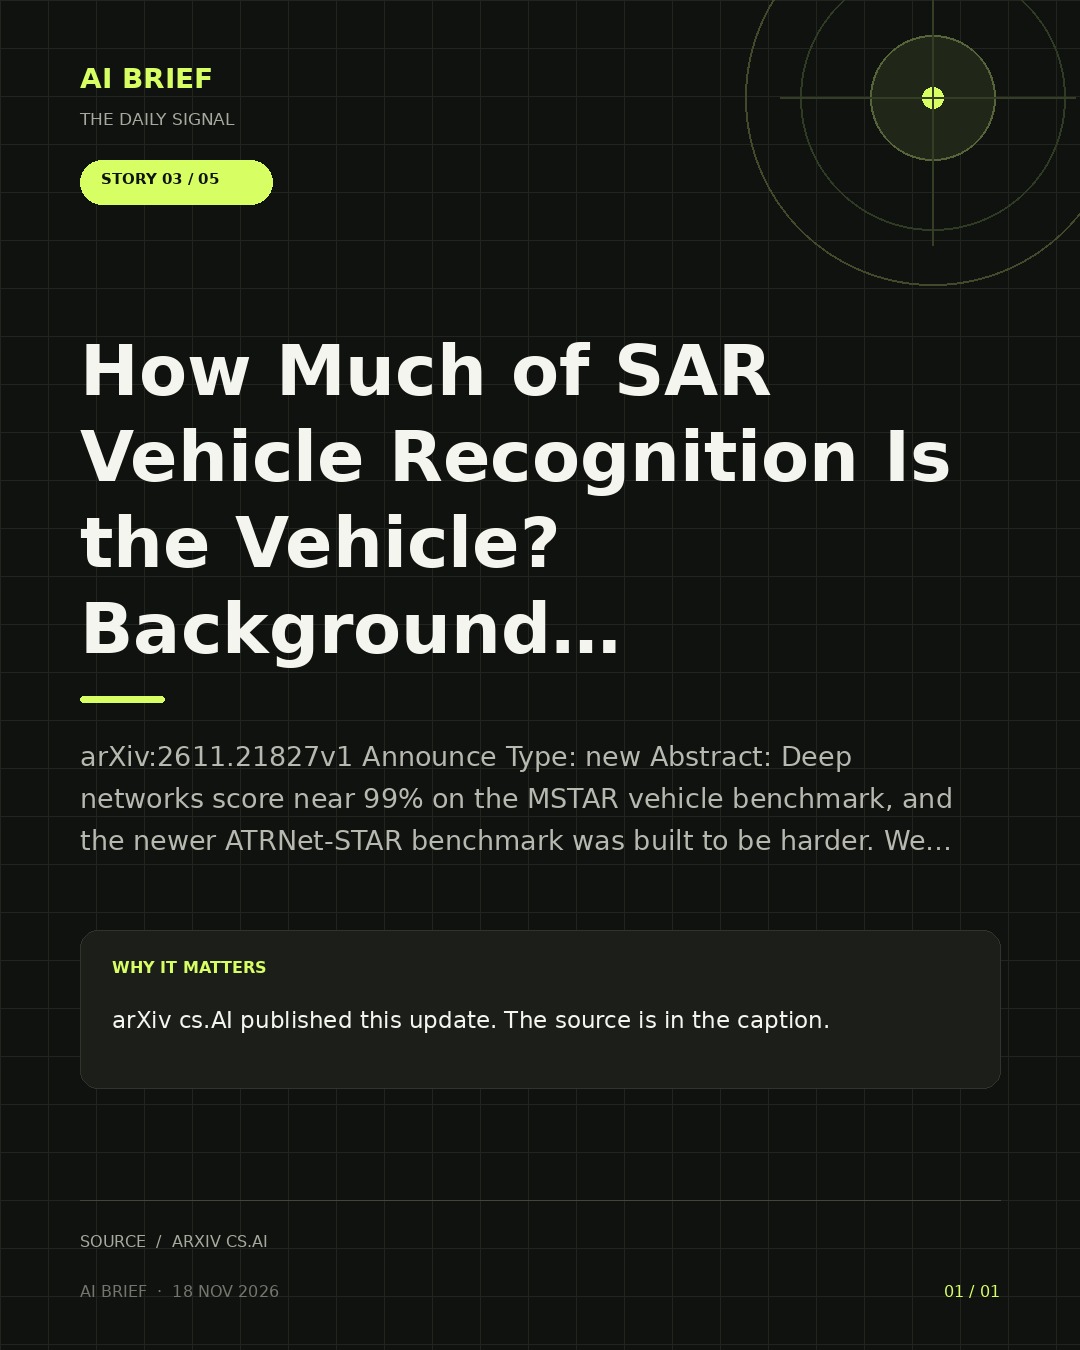 AI BRIEF
THE DAILY SIGNAL
STORY 03 / 05
How Much of SAR
Vehicle Recognition Is
the Vehicle?
Background…
arXiv:2611.21827v1 Announce Type: new Abstract: Deep
networks score near 99% on the MSTAR vehicle benchmark, and
the newer ATRNet-STAR benchmark was built to be harder. We…
WHY IT MATTERS
arXiv cs.AI published this update. The source is in the caption.
SOURCE / ARXIV CS.AI
AI BRIEF · 18 NOV 2026
01 / 01